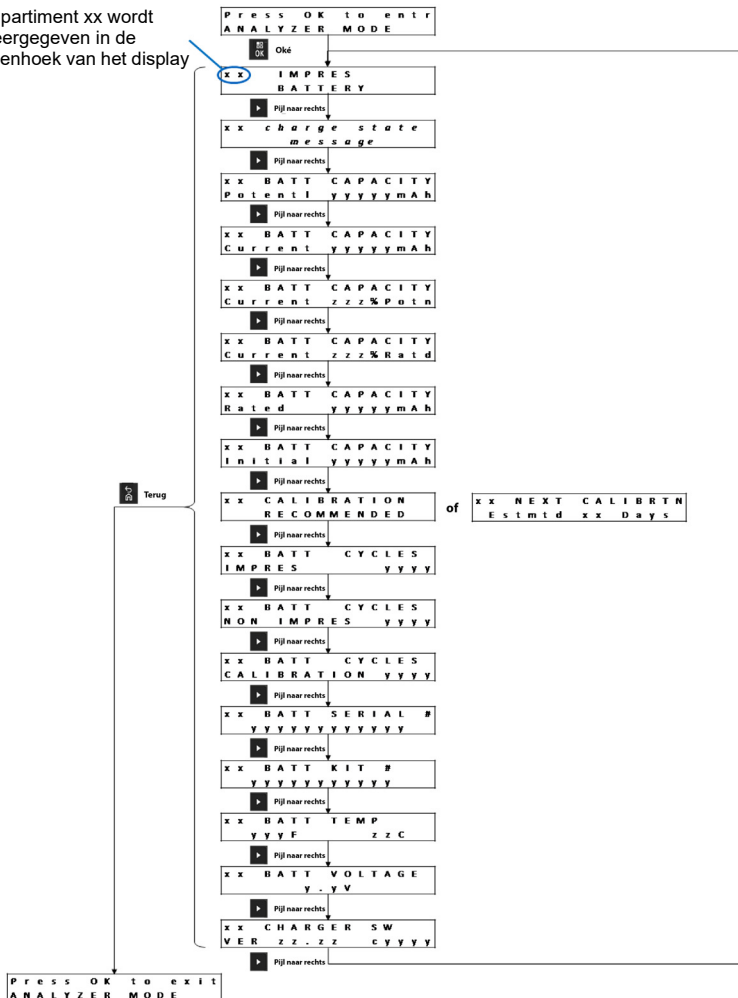 partiment xx wordt
ergegeven in de
enhoek van het display
Press OK to entr
ANALYZER MODE
OK Oké
xx IMPRES
BATTERY
Pijl naar rechts
xx charge state
message
Pijl naar rechts
xx BATT CAPACITY
Potentl yyyyymAh
Pijl naar rechts
xx BATT CAPACITY
Current yyyyymAh
Pijl naar rechts
xx BATT CAPACITY
Current zzz%Potn
Pijl naar rechts
xx BATT CAPACITY
Current zzz%Ratd
Pijl naar rechts
xx BATT CAPACITY
Rated yyyyymAh
Pijl naar rechts
xx BATT CAPACITY
Initial yyyyymAh
Pijl naar rechts
Terug
xx CALIBRATION
RECOMMENDED
of
xx NEXT CALIBRTN
Estmtd xx Days
Pijl naar rechts
xx BATT CYCLES
IMPRES yyyy
Pijl naar rechts
xx BATT CYCLES
NON IMPRES yyyy
Pijl naar rechts
xx BATT CYCLES
CALIBRATION yyyy
Pijl naar rechts
xx BATT SERIAL #
yyyyyyyyyyyy
Pijl naar rechts
xx BATT KIT #
yyyyyyyyyy
Pijl naar rechts
xx BATT TEMP
yyyF zzC
Pijl naar rechts
xx BATT VOLTAGE
y.yV
Pijl naar rechts
xx CHARGER SW
VER zz.zz cyyyy
Pijl naar rechts
Press OK to exit
ANALYZER MODE